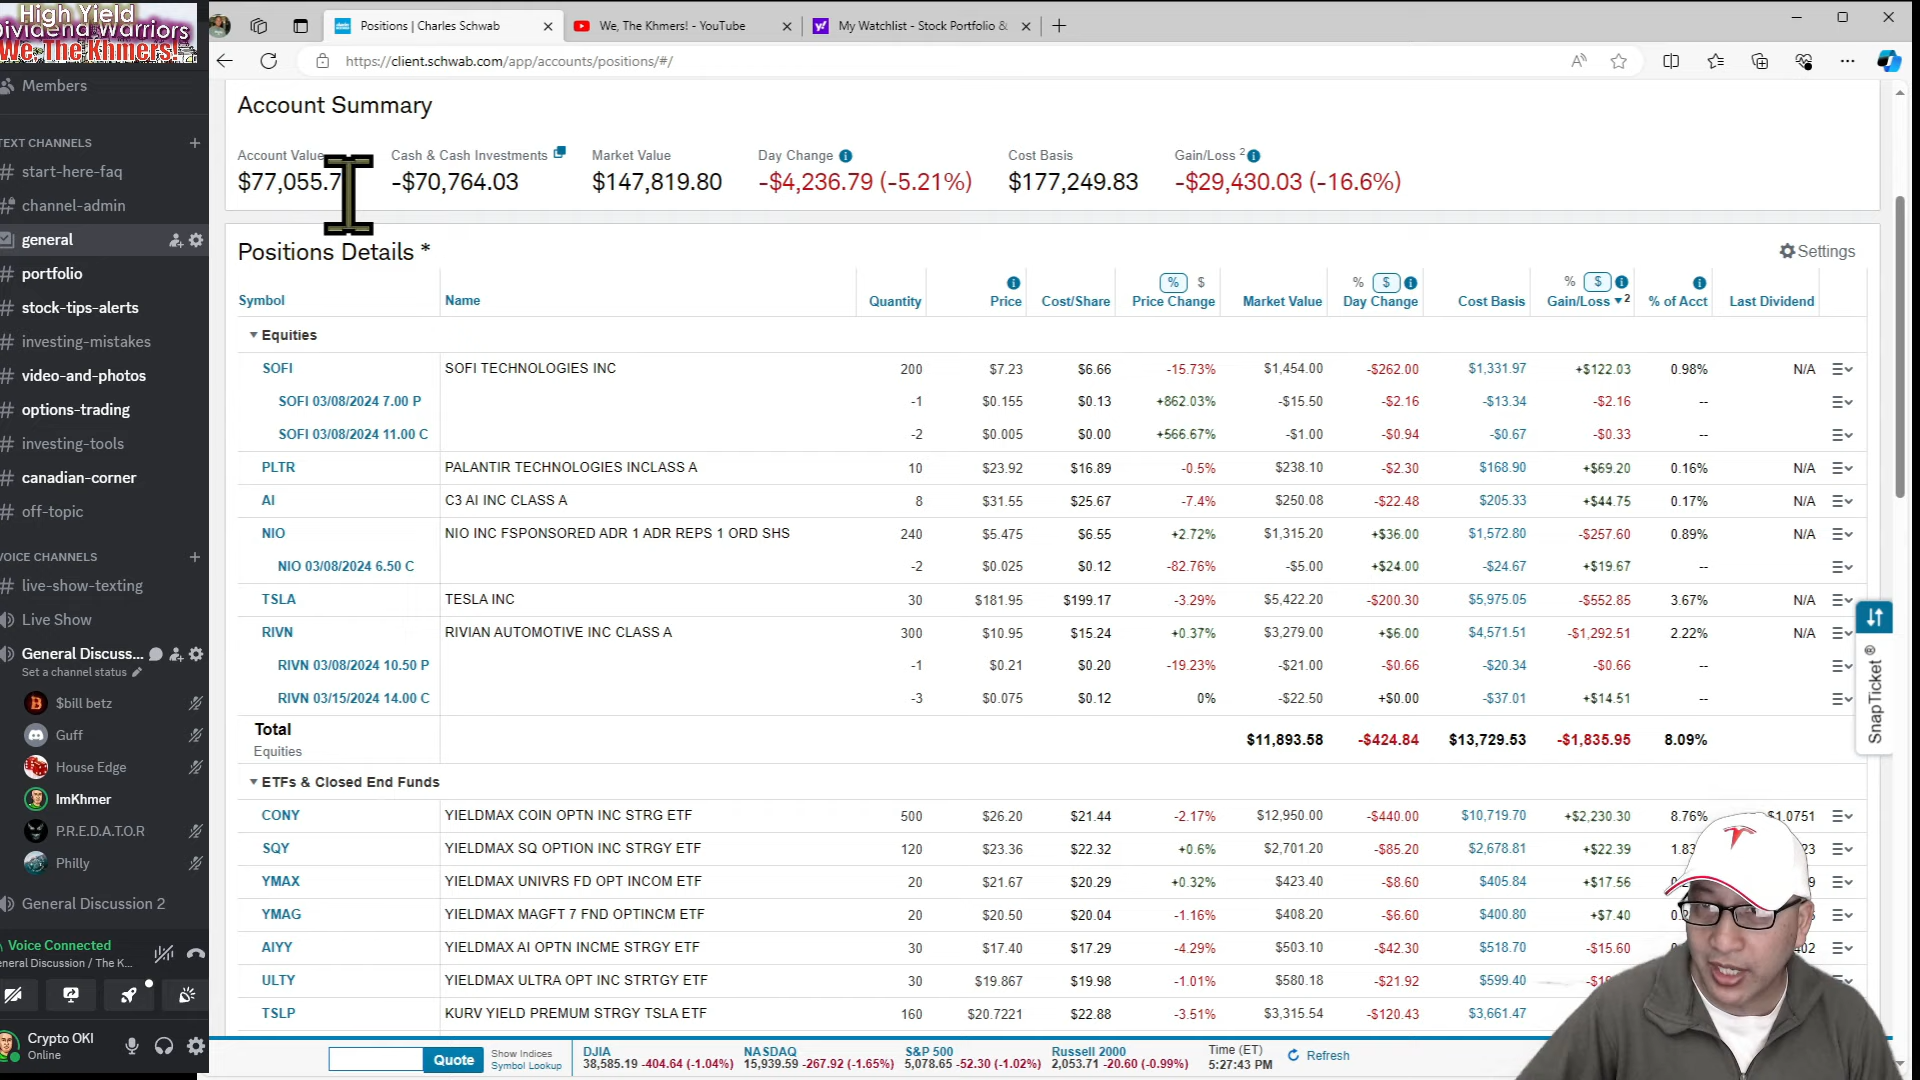 High Yield
Dividend Warriors
We The Khmers!
Members
TEXT CHANNELS
start-here-faq
channel-admin
general
portfolio
stock-tips-alerts
investing-mistakes
video-and-photos
options-trading
investing-tools
canadian-corner
off-topic
VOICE CHANNELS
live-show-texting
Live Show
General Discuss...
Set a channel status
$bill betz
Guff
House Edge
ImKhmer
P.R.E.D.A.T.O.R
Philly
General Discussion 2
Voice Connected
eneral Discussion / The K...
Crypto OKI
Online
Positions | Charles Schwab
We, The Khmers! - YouTube
My Watchlist - Stock Portfolio &
https://client.schwab.com/app/accounts/positions/#/
Account Summary
Account Value Cash & Cash Investments Market Value Day Change Cost Basis Gain/Loss 2
$77,055.7 -$70,764.03 $147,819.80 -$4,236.79 (-5.21%) $177,249.83 -$29,430.03 (-16.6%)
Positions Details *
Settings
% $ % $ % $
Symbol Name Quantity Price Cost/Share Price Change Market Value Day Change Cost Basis Gain/Loss 2 % of Acct Last Dividend
Equities
SOFI SOFI TECHNOLOGIES INC 200 $7.23 $6.66 -15.73% $1,454.00 -$262.00 $1,331.97 +$122.03 0.98% N/A
SOFI 03/08/2024 7.00 P -1 $0.155 $0.13 +862.03% -$15.50 -$2.16 -$13.34 -$2.16 --
SOFI 03/08/2024 11.00 C -2 $0.005 $0.00 +566.67% -$1.00 -$0.94 -$0.67 -$0.33 --
PLTR PALANTIR TECHNOLOGIES INCLASS A 10 $23.92 $16.89 -0.5% $238.10 -$2.30 $168.90 +$69.20 0.16% N/A
AI C3 AI INC CLASS A 8 $31.55 $25.67 -7.4% $250.08 -$22.48 $205.33 +$44.75 0.17% N/A
NIO NIO INC FSPONSORED ADR 1 ADR REPS 1 ORD SHS 240 $5.475 $6.55 +2.72% $1,315.20 +$36.00 $1,572.80 -$257.60 0.89% N/A
NIO 03/08/2024 6.50 C -2 $0.025 $0.12 -82.76% -$5.00 +$24.00 -$24.67 +$19.67 --
TSLA TESLA INC 30 $181.95 $199.17 -3.29% $5,422.20 -$200.30 $5,975.05 -$552.85 3.67% N/A
RIVN RIVIAN AUTOMOTIVE INC CLASS A 300 $10.95 $15.24 +0.37% $3,279.00 +$6.00 $4,571.51 -$1,292.51 2.22% N/A
RIVN 03/08/2024 10.50 P -1 $0.21 $0.20 -19.23% -$21.00 -$0.66 -$20.34 -$0.66 --
RIVN 03/15/2024 14.00 C -3 $0.075 $0.12 0% -$22.50 +$0.00 -$37.01 +$14.51 --
Total
Equities
$11,893.58 -$424.84 $13,729.53 -$1,835.95 8.09%
ETFs & Closed End Funds
CONY YIELDMAX COIN OPTN INC STRG ETF 500 $26.20 $21.44 -2.17% $12,950.00 -$440.00 $10,719.70 +$2,230.30 8.76% $1.0751
SQY YIELDMAX SQ OPTION INC STRGY ETF 120 $23.36 $22.32 +0.6% $2,701.20 -$85.20 $2,678.81 +$22.39 1.83 23
YMAX YIELDMAX UNIVRS FD OPT INCOM ETF 20 $21.67 $20.29 +0.32% $423.40 -$8.60 $405.84 +$17.56 9
YMAG YIELDMAX MAGFT 7 FND OPTINCM ETF 20 $20.50 $20.04 -1.16% $408.20 -$6.60 $400.80 +$7.40
AIYY YIELDMAX AI OPTN INCME STRGY ETF 30 $17.40 $17.29 -4.29% $503.10 -$42.30 $518.70 -$15.60 402
ULTY YIELDMAX ULTRA OPT INC STRTGY ETF 30 $19.867 $19.98 -1.01% $580.18 -$21.92 $599.40
TSLP KURV YIELD PREMUM STRGY TSLA ETF 160 $20.7221 $22.88 -3.51% $3,315.54 -$120.43 $3,661.47
SnapTicket ®
Quote
Show Indices
Symbol Lookup
DJIA
38,585.19 -404.64 (-1.04%)
NASDAQ
15,939.59 -267.92 (-1.65%)
S&P 500
5,078.65 -52.30 (-1.02%)
Russell 2000
2,053.71 -20.60 (-0.99%)
Time (ET)
5:27:43 PM
Refresh